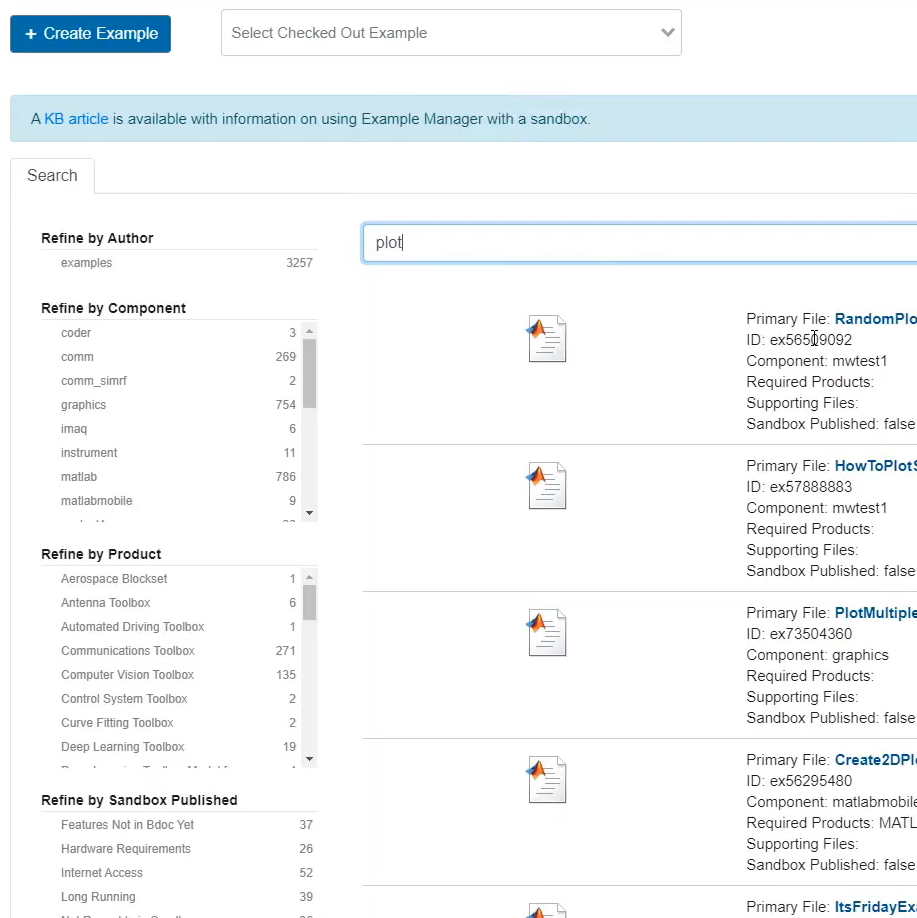 + Create Example
Select Checked Out Example
A KB article is available with information on using Example Manager with a sandbox.
Search
Refine by Author
examples 3257
Refine by Component
coder 3
comm 269
comm_simrf 2
graphics 754
imaq 6
instrument 11
matlab 786
matlabmobile 9
Refine by Product
Aerospace Blockset 1
Antenna Toolbox 6
Automated Driving Toolbox 1
Communications Toolbox 271
Computer Vision Toolbox 135
Control System Toolbox 2
Curve Fitting Toolbox 2
Deep Learning Toolbox 19
Refine by Sandbox Published
Features Not in Bdoc Yet 37
Hardware Requirements 26
Internet Access 52
Long Running 39
plot
Primary File: RandomPlo
ID: ex56509092
Component: mwtest1
Required Products:
Supporting Files:
Sandbox Published: false
Primary File: HowToPlotS
ID: ex57888883
Component: mwtest1
Required Products:
Supporting Files:
Sandbox Published: false
Primary File: PlotMultiple
ID: ex73504360
Component: graphics
Required Products:
Supporting Files:
Sandbox Published: false
Primary File: Create2DPlo
ID: ex56295480
Component: matlabmobile
Required Products: MATL
Supporting Files:
Sandbox Published: false
Primary File: ItsFridayExa